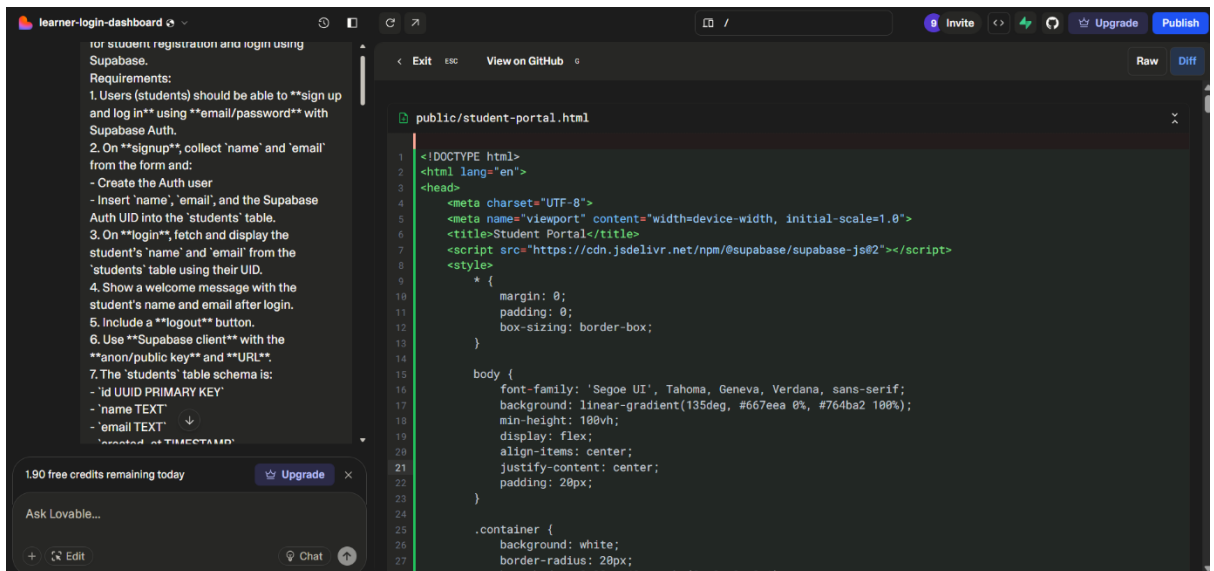 learner-login-dashboard
/
9 Invite
Upgrade
Publish
for student registration and login using
Supabase.
Requirements:
1. Users (students) should be able to **sign up
and log in** using **email/password** with
Supabase Auth.
2. On **signup**, collect `name` and `email`
from the form and:
- Create the Auth user
- Insert `name`, `email`, and the Supabase
Auth UID into the `students` table.
3. On **login**, fetch and display the
student's `name` and `email` from the
`students` table using their UID.
4. Show a welcome message with the
student's name and email after login.
5. Include a **logout** button.
6. Use **Supabase client** with the
**anon/public key** and **URL**.
7. The `students` table schema is:
- `id UUID PRIMARY KEY`
- `name TEXT`
- `email TEXT`
- `created_at TIMESTAMP`
1.90 free credits remaining today
Upgrade
Ask Lovable...
Edit
Chat
Exit ESC
View on GitHub G
Raw
Diff
public/student-portal.html
1 <!DOCTYPE html>
2 <html lang="en">
3 <head>
4 <meta charset="UTF-8">
5 <meta name="viewport" content="width=device-width, initial-scale=1.0">
6 <title>Student Portal</title>
7 <script src="https://cdn.jsdelivr.net/npm/@supabase/supabase-js@2"></script>
8 <style>
9 * {
10 margin: 0;
11 padding: 0;
12 box-sizing: border-box;
13 }
14
15 body {
16 font-family: 'Segoe UI', Tahoma, Geneva, Verdana, sans-serif;
17 background: linear-gradient(135deg, #667eea 0%, #764ba2 100%);
18 min-height: 100vh;
19 display: flex;
20 align-items: center;
21 justify-content: center;
22 padding: 20px;
23 }
24
25 .container {
26 background: white;
27 border-radius: 20px;